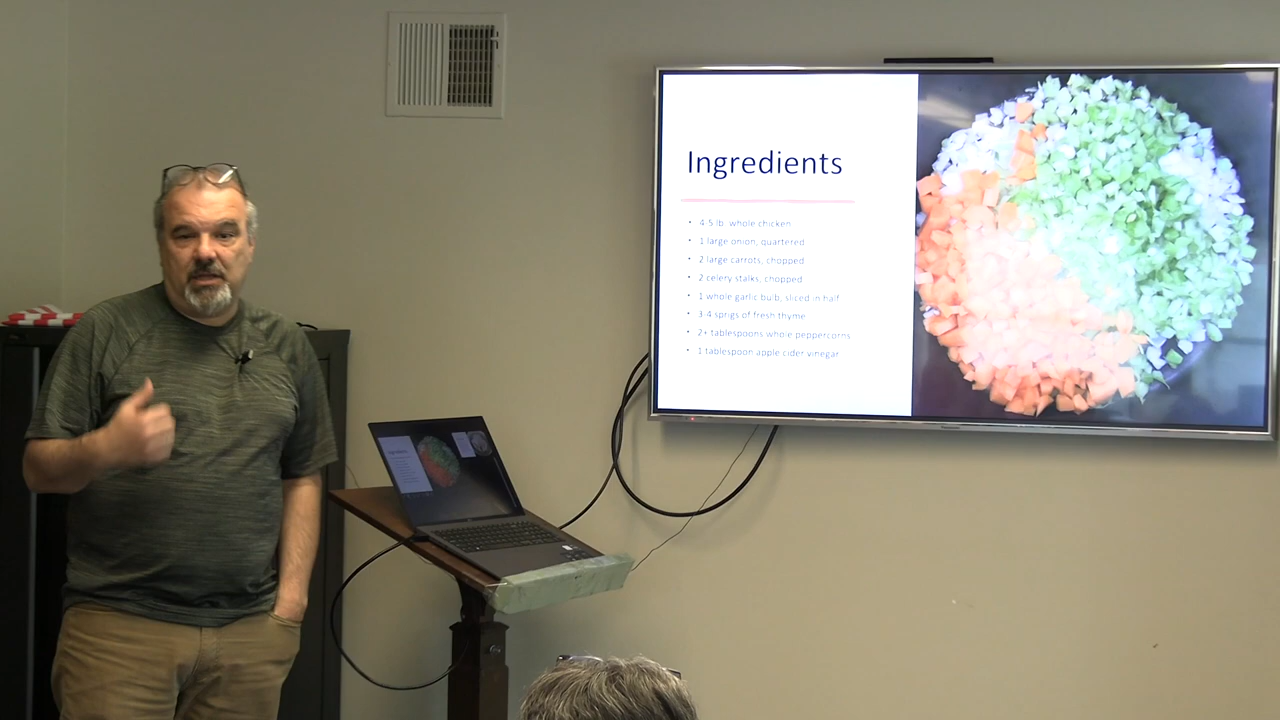 Ingredients
• 4-5 lb. whole chicken
• 1 large onion, quartered
• 2 large carrots, chopped
• 2 celery stalks, chopped
• 1 whole garlic bulb, sliced in half
• 3-4 sprigs of fresh thyme
• 2+ tablespoons whole peppercorns
• 1 tablespoon apple cider vinegar
Panasonic